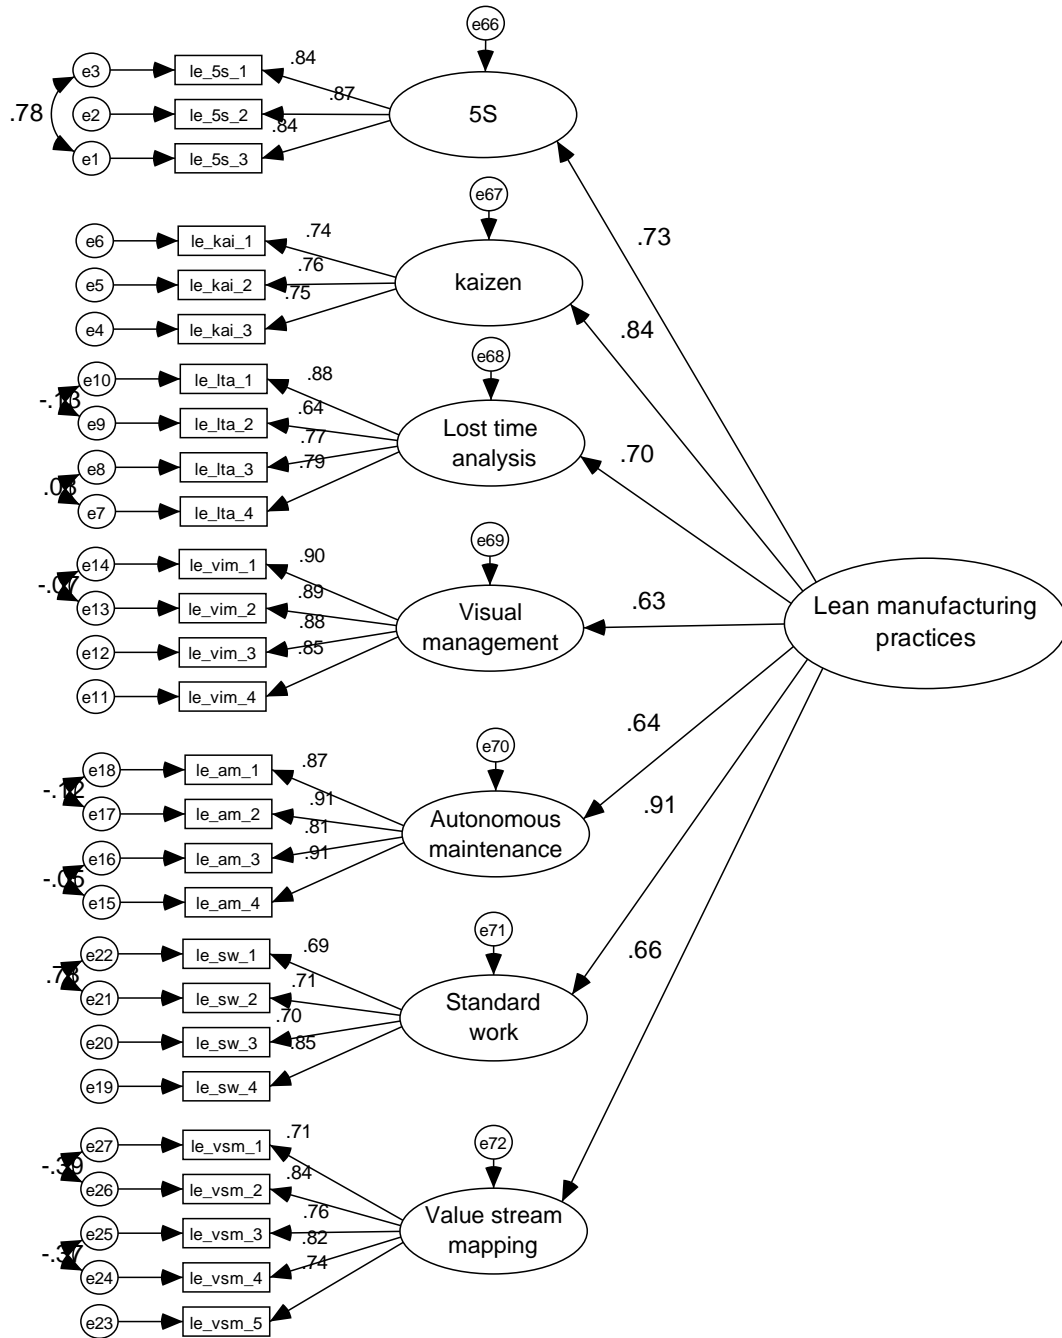 e66
e3
le_5s_1
.84
.78
e2
le_5s_2
.87
5S
e1
le_5s_3
.84
.73
e67
e6
le_kai_1
.74
e5
le_kai_2
.76
kaizen
e4
le_kai_3
.75
.84
e68
e10
le_lta_1
.88
-.13
e9
le_lta_2
.64
Lost time
analysis
e8
le_lta_3
.77
e7
le_lta_4
.79
.70
e69
e14
le_vim_1
.90
-.07
e13
le_vim_2
.89
Visual
management
e12
le_vim_3
.88
e11
le_vim_4
.85
.63
Lean manufacturing
practices
e70
e18
le_am_1
.87
-.12
e17
le_am_2
.91
Autonomous
maintenance
e16
le_am_3
.81
e15
le_am_4
.91
.64
e71
e22
le_sw_1
.69
e21
le_sw_2
.71
Standard
work
e20
le_sw_3
.70
e19
le_sw_4
.85
.91
e72
e27
le_vsm_1
.71
-.39
e26
le_vsm_2
.84
Value stream
mapping
e25
le_vsm_3
.76
-.37
e24
le_vsm_4
.82
e23
le_vsm_5
.74
.66